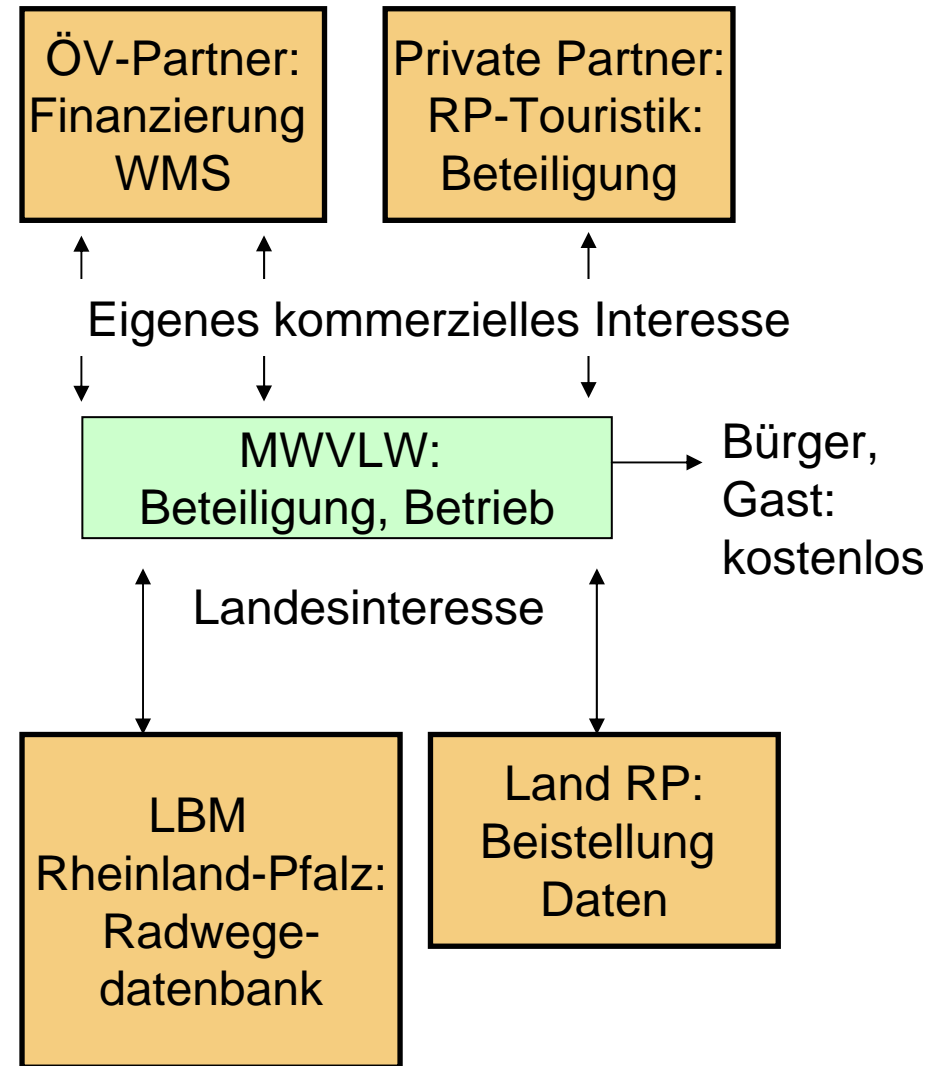 ÖV-Partner:
Finanzierung
WMS
Private Partner:
RP-Touristik:
Beteiligung
Eigenes kommerzielles Interesse
MWVLW:
Beteiligung, Betrieb
Bürger,
Gast:
kostenlos
Landesinteresse
LBM
Rheinland-Pfalz:
Radwege-
datenbank
Land RP:
Beistellung
Daten